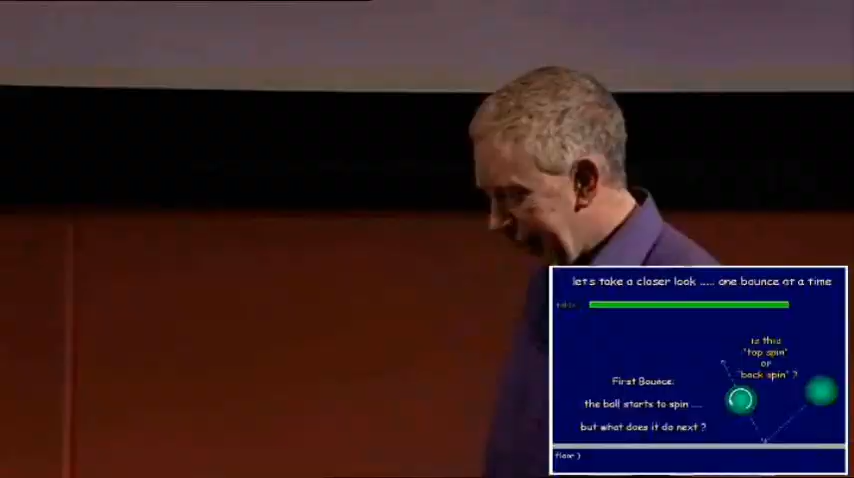 let's take a closer look ..... one bounce at a time
table
is this
"top spin"
or
"back spin" ?
First Bounce:
the ball starts to spin ....
but what does it do next ?
floor )